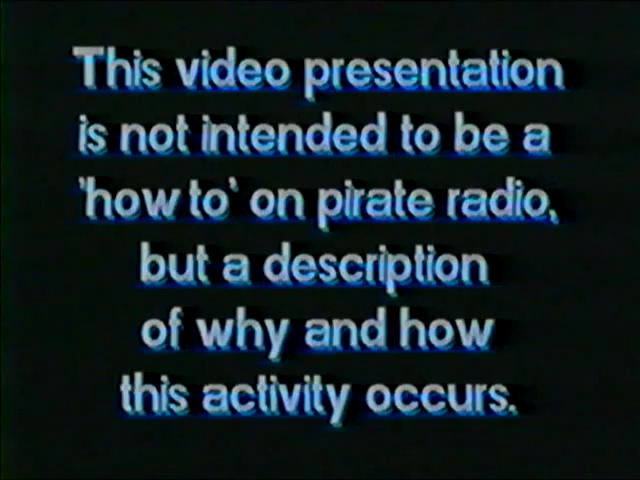 This video presentation
is not intended to be a
'how to' on pirate radio,
but a description
of why and how
this activity occurs.